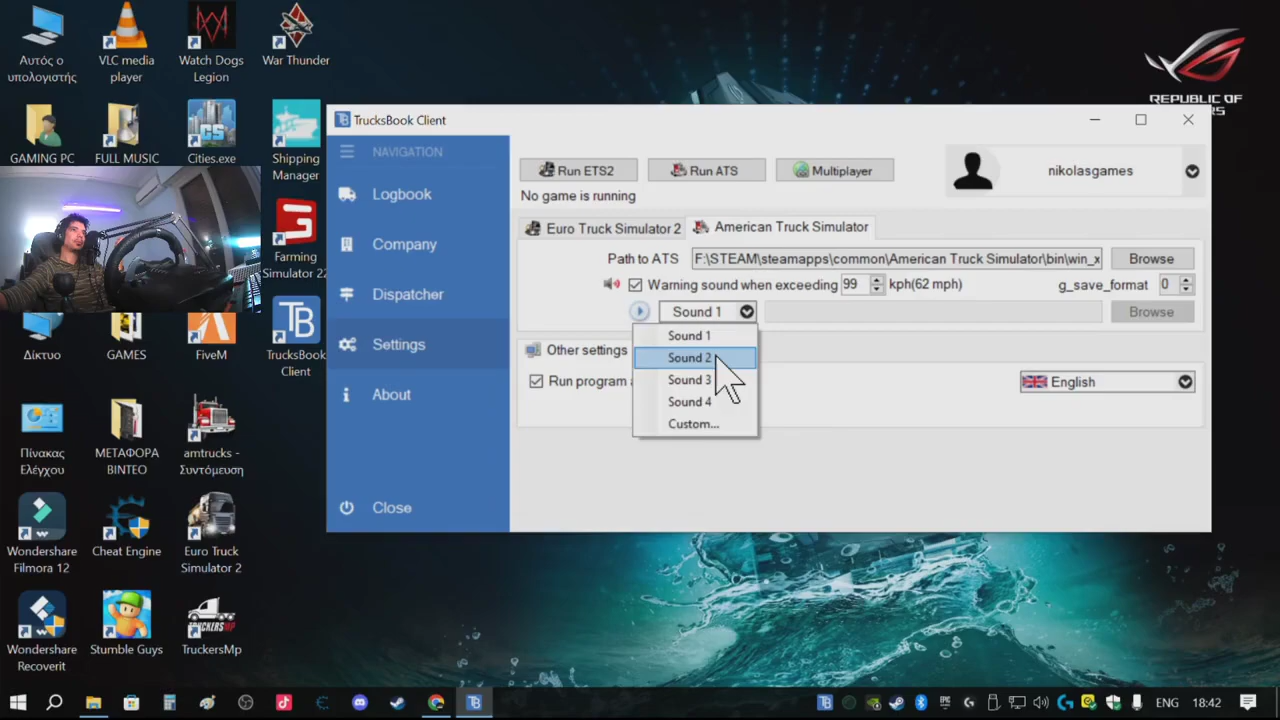 Αυτός ο
υπολογιστής
VLC media
player
Watch Dogs
Legion
War Thunder
REPUBLIC OF
GAMING PC
FULL MUSIC
Cities.exe
Shipping
Manager
Farming
Simulator 22
Δίκτυο
GAMES
FiveM
TrucksBook
Client
Πίνακας
Ελέγχου
ΜΕΤΑΦΟΡΑ
ΒΙΝΤΕΟ
amtrucks -
Συντόμευση
Wondershare
Filmora 12
Cheat Engine
Euro Truck
Simulator 2
Wondershare
Recoverit
Stumble Guys
TruckersMp
TrucksBook Client
NAVIGATION
Logbook
Company
Dispatcher
Settings
About
Close
Run ETS2
Run ATS
Multiplayer
nikolasgames
No game is running
Euro Truck Simulator 2
American Truck Simulator
Path to ATS
F:\STEAM\steamapps\common\American Truck Simulator\bin\win_x
Browse
Warning sound when exceeding
99
kph(62 mph)
g_save_format
0
Sound 1
Browse
Sound 1
Sound 2
Sound 3
Sound 4
Custom...
Other settings
Run program
English
ENG
18:42